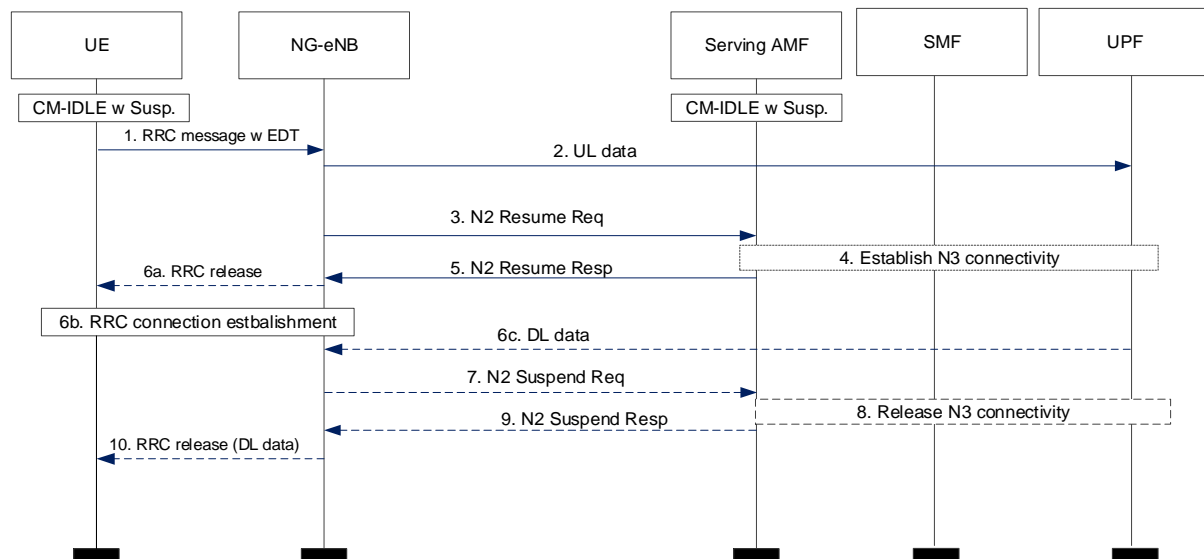 UE
NG-eNB
Serving AMF
SMF
UPF
CM-IDLE w Susp.
CM-IDLE w Susp.
1. RRC message w EDT
2. UL data
3. N2 Resume Req
4. Establish N3 connectivity
5. N2 Resume Resp
6a. RRC release
6b. RRC connection estbalishment
6c. DL data
7. N2 Suspend Req
8. Release N3 connectivity
9. N2 Suspend Resp
10. RRC release (DL data)